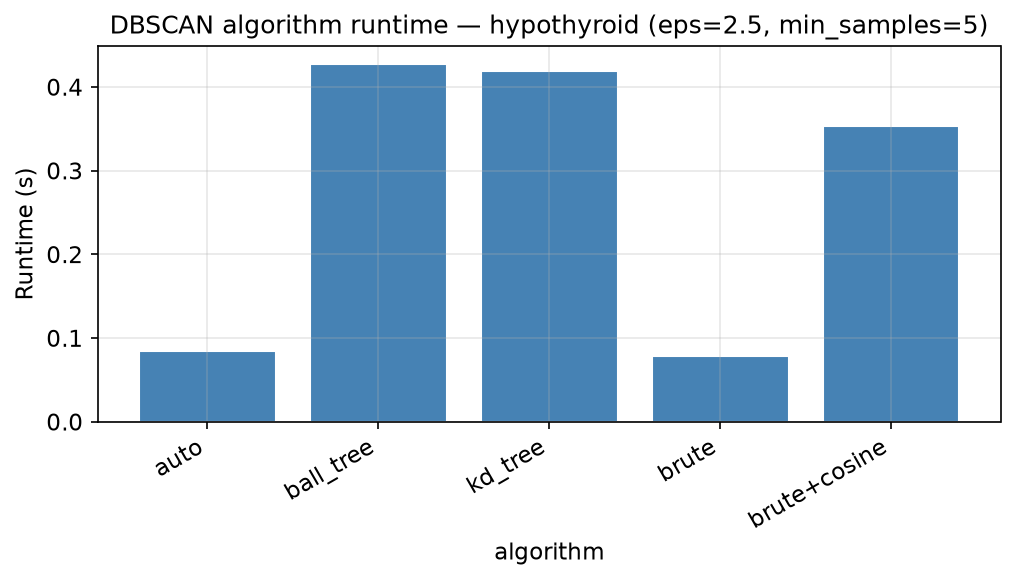 DBSCAN algorithm runtime — hypothyroid (eps=2.5, min_samples=5)
Runtime (s)
0.4
0.3
0.2
0.1
0.0
auto
ball_tree
kd_tree
brute
brute+cosine
algorithm